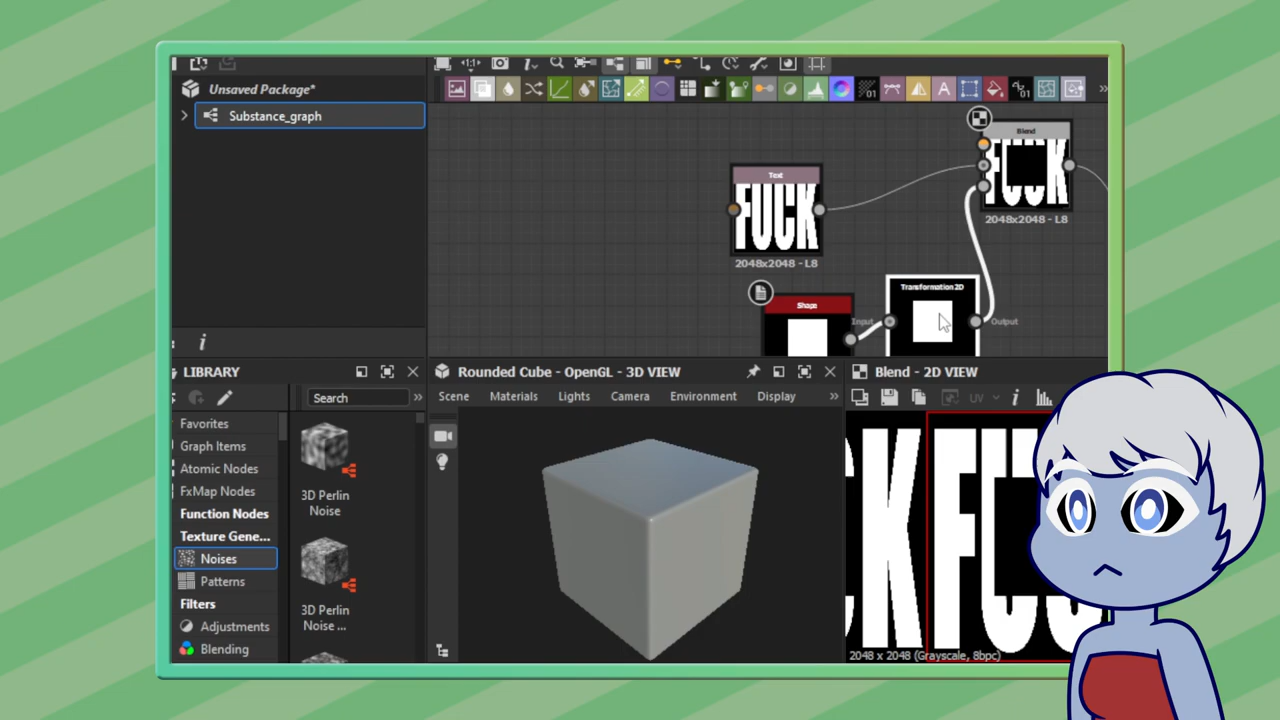 Unsaved Package*
Substance_graph
Text
FUCK
2048x2048 - L8
Blend
FUCK
2048x2048 - L8
Shape
Input
Transformation 2D
Output
LIBRARY
Search
Favorites
Graph Items
Atomic Nodes
FxMap Nodes
Function Nodes
Texture Gene...
Noises
Patterns
Filters
Adjustments
Blending
3D Perlin
Noise
3D Perlin
Noise ...
Rounded Cube - OpenGL - 3D VIEW
Scene Materials Lights Camera Environment Display
Blend - 2D VIEW
UV
CK FUC
2048 x 2048 (Grayscale, 8bpc)